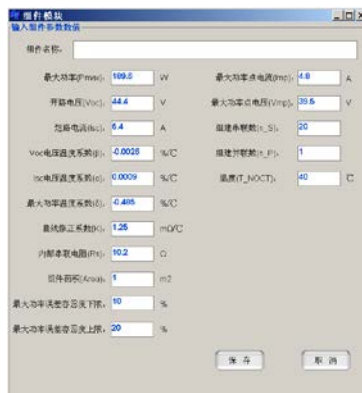 组件模块
输入组件参数数值
组件名称:
最大功率(Pmax): 189.6 W
最大功率点电流(Imp): 4.8 A
开路电压(Voc): 44.4 V
最大功率点电压(Vmp): 39.5 V
短路电流(Isc): 5.4 A
组建串联数(n_S): 20
Voc电压温度系数(β): -0.0026 %/℃
组建并联数(n_P): 1
Isc电压温度系数(α): 0.0009 %/℃
温度(T_NOCT): 40 ℃
最大功率温度系数(δ): -0.485 %/℃
曲线修正系数(K): 1.25 mΩ/℃
内部串联电阻(Rs): 10.2 Ω
组件面积(Area): 1 m2
最大功率误差容忍度下限: 10 %
最大功率误差容忍度上限: 20 %
保存 取消